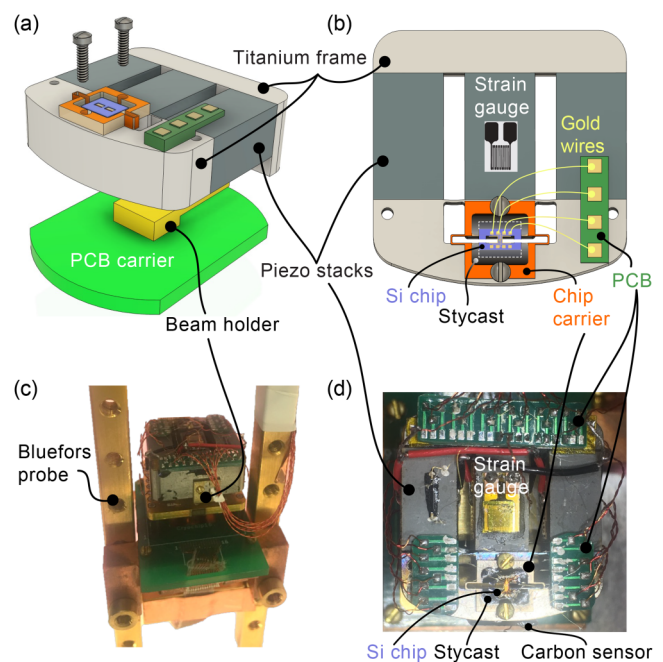 (a)
(b)
Titanium frame
Strain
gauge
Gold
wires
PCB carrier
Piezo stacks
Si chip
PCB
Stycast
Chip
carrier
Beam holder
(c)
(d)
Bluefors
probe
Strain
gauge
Si chip
Stycast
Carbon sensor